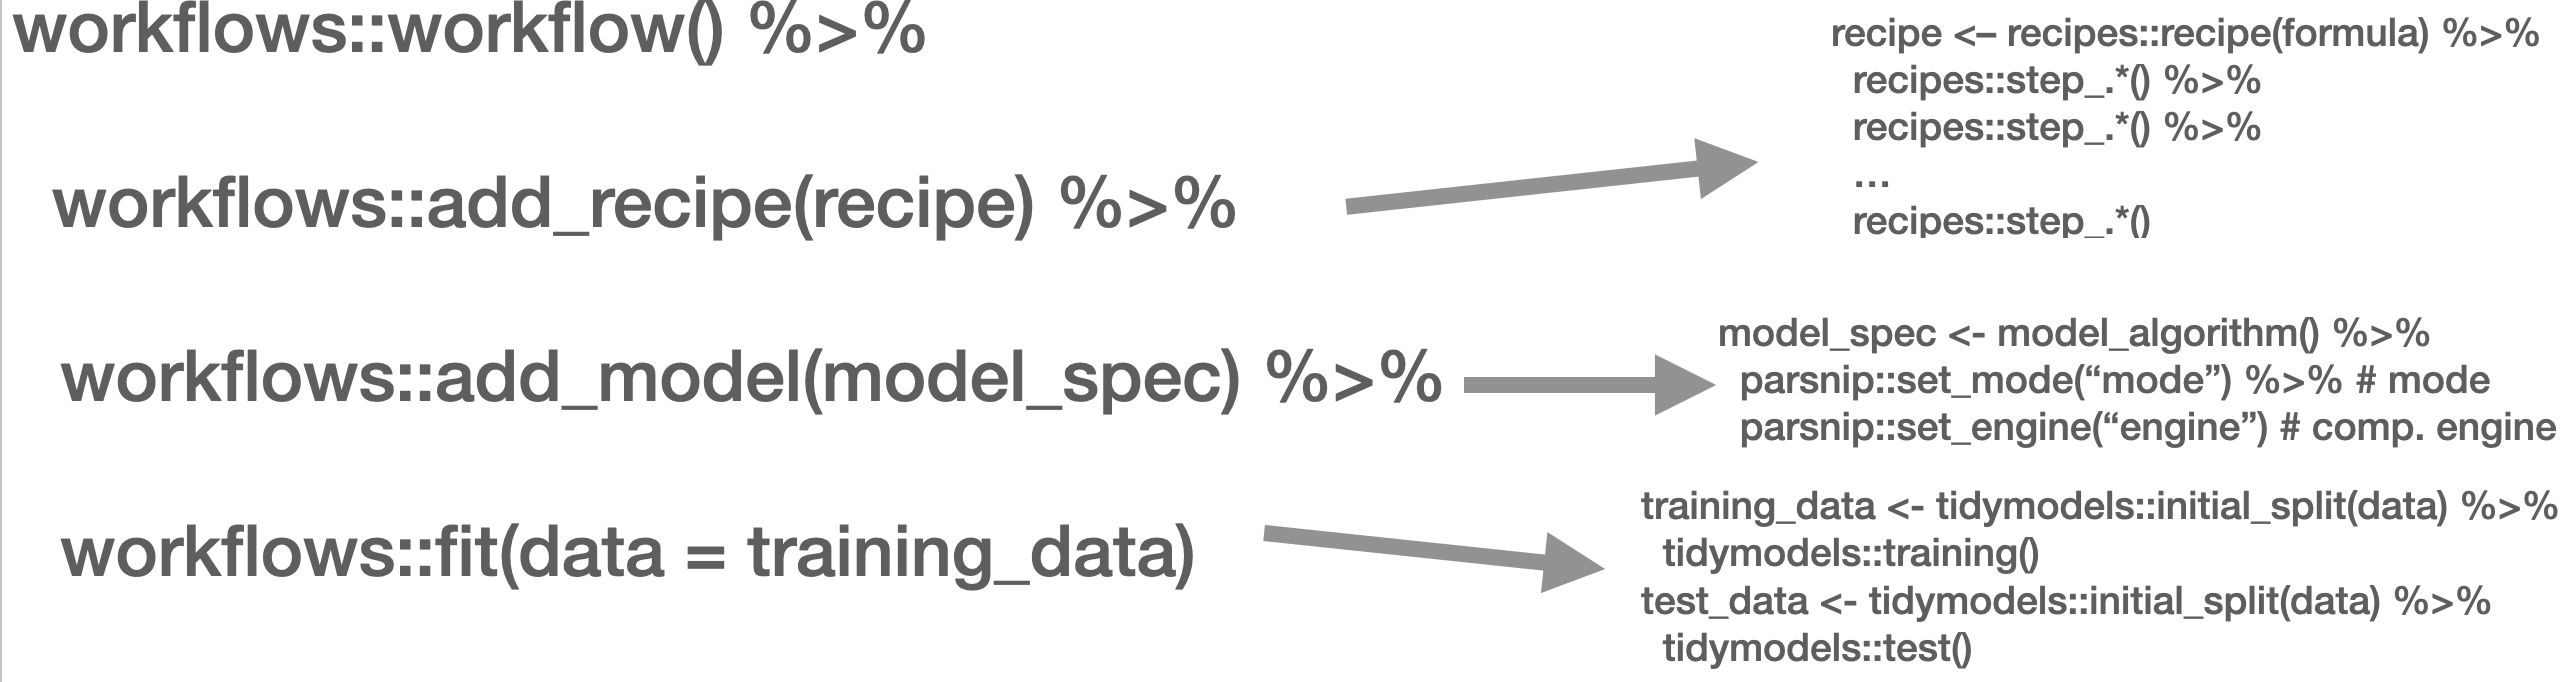 workflows::workflow() %>%
workflows::add_recipe(recipe) %>%
workflows::add_model(model_spec) %>%
workflows::fit(data = training_data)
recipe <– recipes::recipe(formula) %>%
recipes::step_.*() %>%
recipes::step_.*() %>%
…
recipes::step_.*()
model_spec <- model_algorithm() %>%
parsnip::set_mode(“mode”) %>% # mode
parsnip::set_engine(“engine”) # comp. engine
training_data <- tidymodels::initial_split(data) %>%
tidymodels::training()
test_data <- tidymodels::initial_split(data) %>%
tidymodels::test()